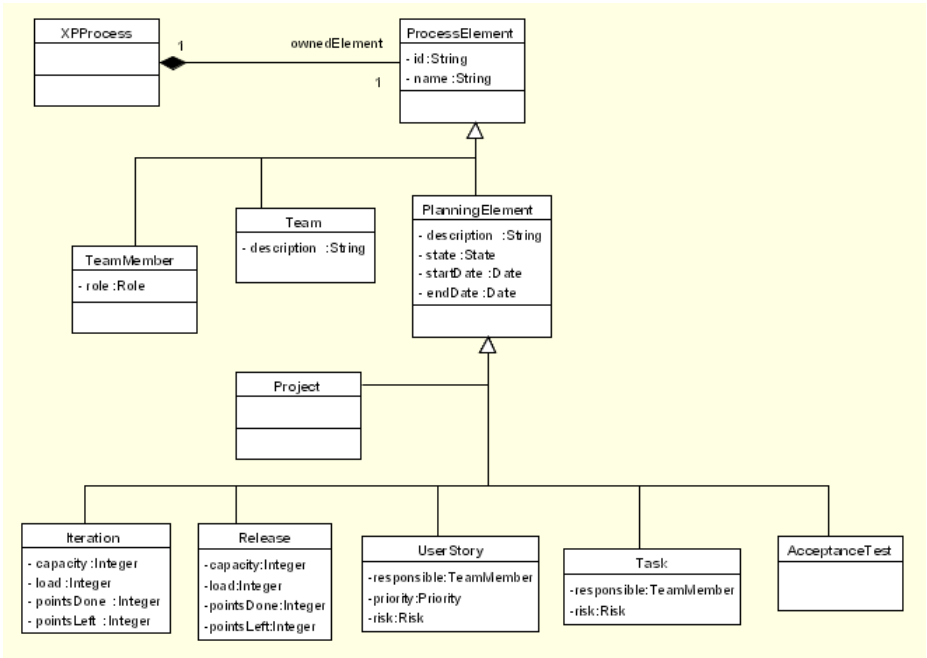 XPProcess
1
ownedElement
1
ProcessElement
- id:String
- name:String
TeamMember
- role:Role
Team
- description :String
PlanningElement
- description :String
- state:State
- startDate:Date
- endDate:Date
Project
Iteration
- capacity:Integer
- load:Integer
- pointsDone :Integer
- pointsLeft :Integer
Release
-capacity:Integer
-load:Integer
-pointsDone:Integer
-pointsLeft:Integer
UserStory
-responsible:TeamMember
-priority:Priority
-risk:Risk
Task
-responsible:TeamMember
-risk:Risk
AcceptanceTest